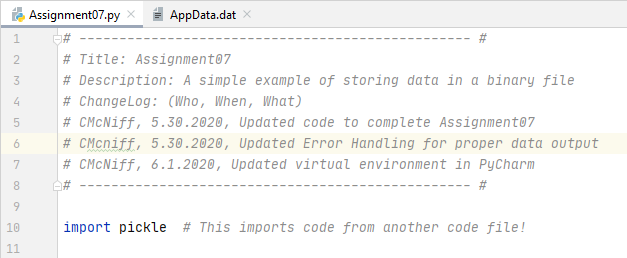 Assignment07.py AppData.dat
1 # -------------------------------------------------- #
2 # Title: Assignment07
3 # Description: A simple example of storing data in a binary file
4 # ChangeLog: (Who, When, What)
5 # CMcNiff, 5.30.2020, Updated code to complete Assignment07
6 # CMcniff, 5.30.2020, Updated Error Handling for proper data output
7 # CMcNiff, 6.1.2020, Updated virtual environment in PyCharm
8 # -------------------------------------------------- #
9
10 import pickle  # This imports code from another code file!
11